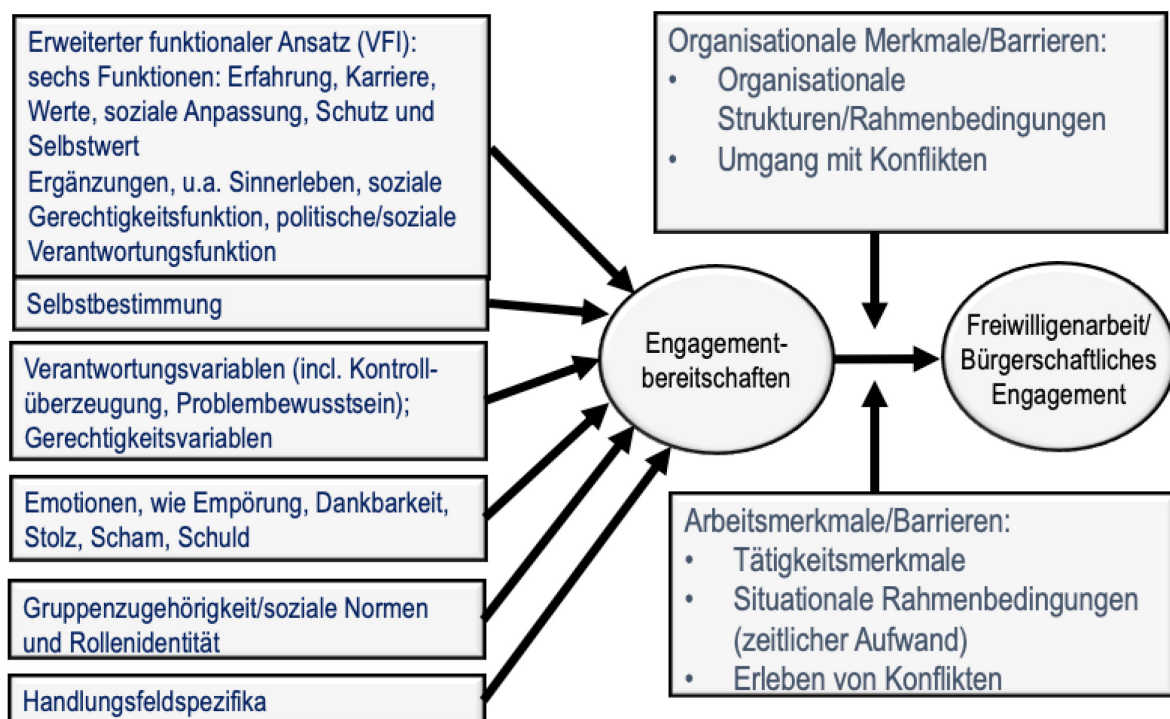 Erweiterter funktionaler Ansatz (VFI):
sechs Funktionen: Erfahrung, Karriere,
Werte, soziale Anpassung, Schutz und
Selbstwert
Ergänzungen, u.a. Sinnerleben, soziale
Gerechtigkeitsfunktion, politische/soziale
Verantwortungsfunktion
Selbstbestimmung
Verantwortungsvariablen (incl. Kontroll-
überzeugung, Problembewusstsein);
Gerechtigkeitsvariablen
Emotionen, wie Empörung, Dankbarkeit,
Stolz, Scham, Schuld
Gruppenzugehörigkeit/soziale Normen
und Rollenidentität
Handlungsfeldspezifika
Engagement-
bereitschaften
Organisationale Merkmale/Barrieren:
• Organisationale
Strukturen/Rahmenbedingungen
• Umgang mit Konflikten
Freiwilligenarbeit/
Bürgerschaftliches
Engagement
Arbeitsmerkmale/Barrieren:
• Tätigkeitsmerkmale
• Situationale Rahmenbedingungen
(zeitlicher Aufwand)
• Erleben von Konflikten